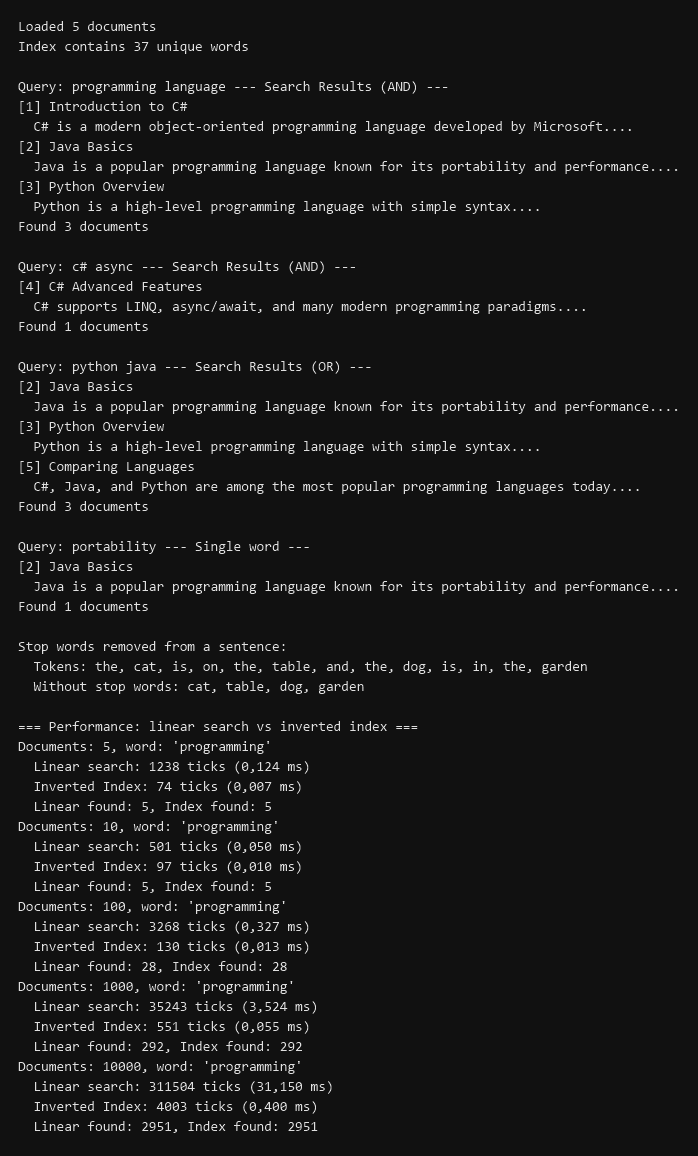 Loaded 5 documents
Index contains 37 unique words

Query: programming language --- Search Results (AND) ---
[1] Introduction to C#
  C# is a modern object-oriented programming language developed by Microsoft....
[2] Java Basics
  Java is a popular programming language known for its portability and performance....
[3] Python Overview
  Python is a high-level programming language with simple syntax....
Found 3 documents

Query: c# async --- Search Results (AND) ---
[4] C# Advanced Features
  C# supports LINQ, async/await, and many modern programming paradigms....
Found 1 documents

Query: python java --- Search Results (OR) ---
[2] Java Basics
  Java is a popular programming language known for its portability and performance....
[3] Python Overview
  Python is a high-level programming language with simple syntax....
[5] Comparing Languages
  C#, Java, and Python are among the most popular programming languages today....
Found 3 documents

Query: portability --- Single word ---
[2] Java Basics
  Java is a popular programming language known for its portability and performance....
Found 1 documents

Stop words removed from a sentence:
  Tokens: the, cat, is, on, the, table, and, the, dog, is, in, the, garden
  Without stop words: cat, table, dog, garden

=== Performance: linear search vs inverted index ===
Documents: 5, word: 'programming'
  Linear search: 1238 ticks (0,124 ms)
  Inverted Index: 74 ticks (0,007 ms)
  Linear found: 5, Index found: 5
Documents: 10, word: 'programming'
  Linear search: 501 ticks (0,050 ms)
  Inverted Index: 97 ticks (0,010 ms)
  Linear found: 5, Index found: 5
Documents: 100, word: 'programming'
  Linear search: 3268 ticks (0,327 ms)
  Inverted Index: 130 ticks (0,013 ms)
  Linear found: 28, Index found: 28
Documents: 1000, word: 'programming'
  Linear search: 35243 ticks (3,524 ms)
  Inverted Index: 551 ticks (0,055 ms)
  Linear found: 292, Index found: 292
Documents: 10000, word: 'programming'
  Linear search: 311504 ticks (31,150 ms)
  Inverted Index: 4003 ticks (0,400 ms)
  Linear found: 2951, Index found: 2951